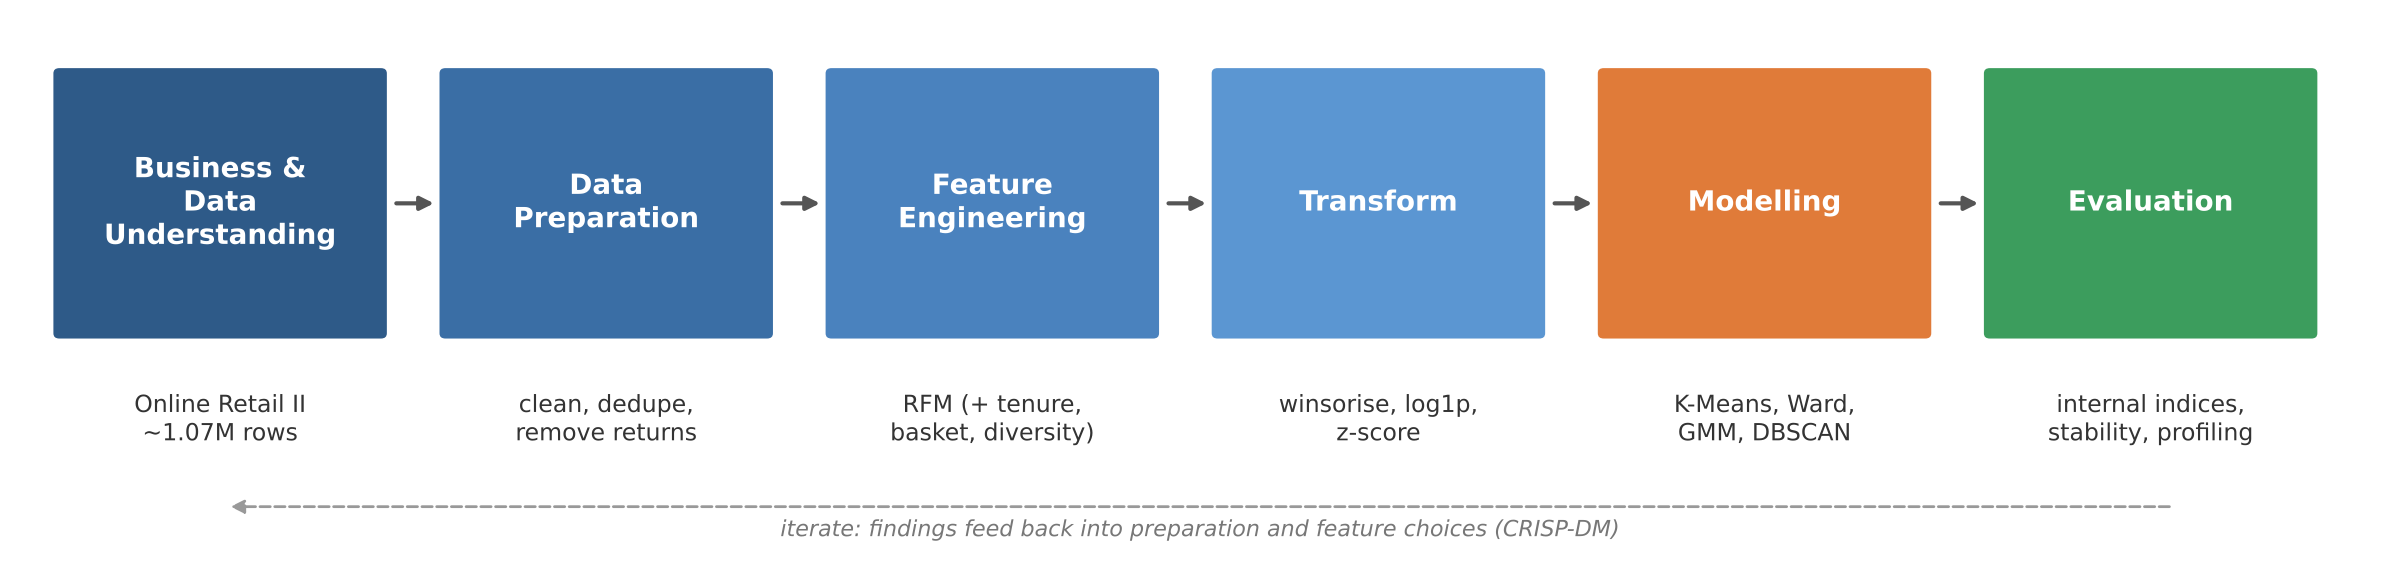 Business &
Data
Understanding
Data
Preparation
Feature
Engineering
Transform
Modelling
Evaluation
Online Retail II
~1.07M rows
clean, dedupe,
remove returns
RFM (+ tenure,
basket, diversity)
winsorise, log1p,
z-score
K-Means, Ward,
GMM, DBSCAN
internal indices,
stability, profiling
iterate: findings feed back into preparation and feature choices (CRISP-DM)